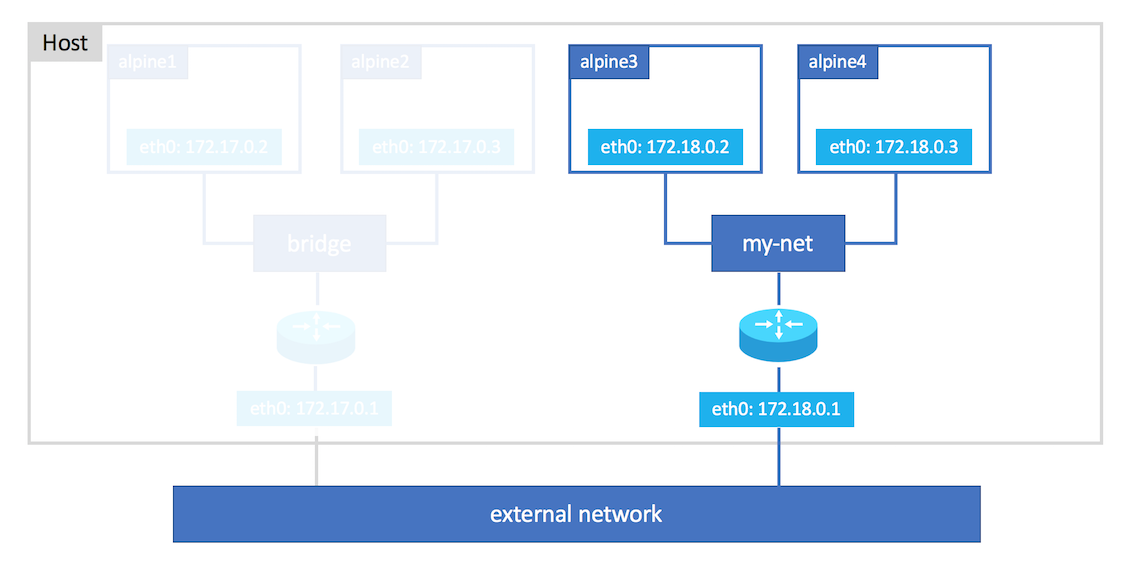 Host
alpine1
alpine2
alpine3
alpine4
eth0: 172.17.0.2
eth0: 172.17.0.3
eth0: 172.18.0.2
eth0: 172.18.0.3
bridge
my-net
eth0: 172.17.0.1
eth0: 172.18.0.1
external network